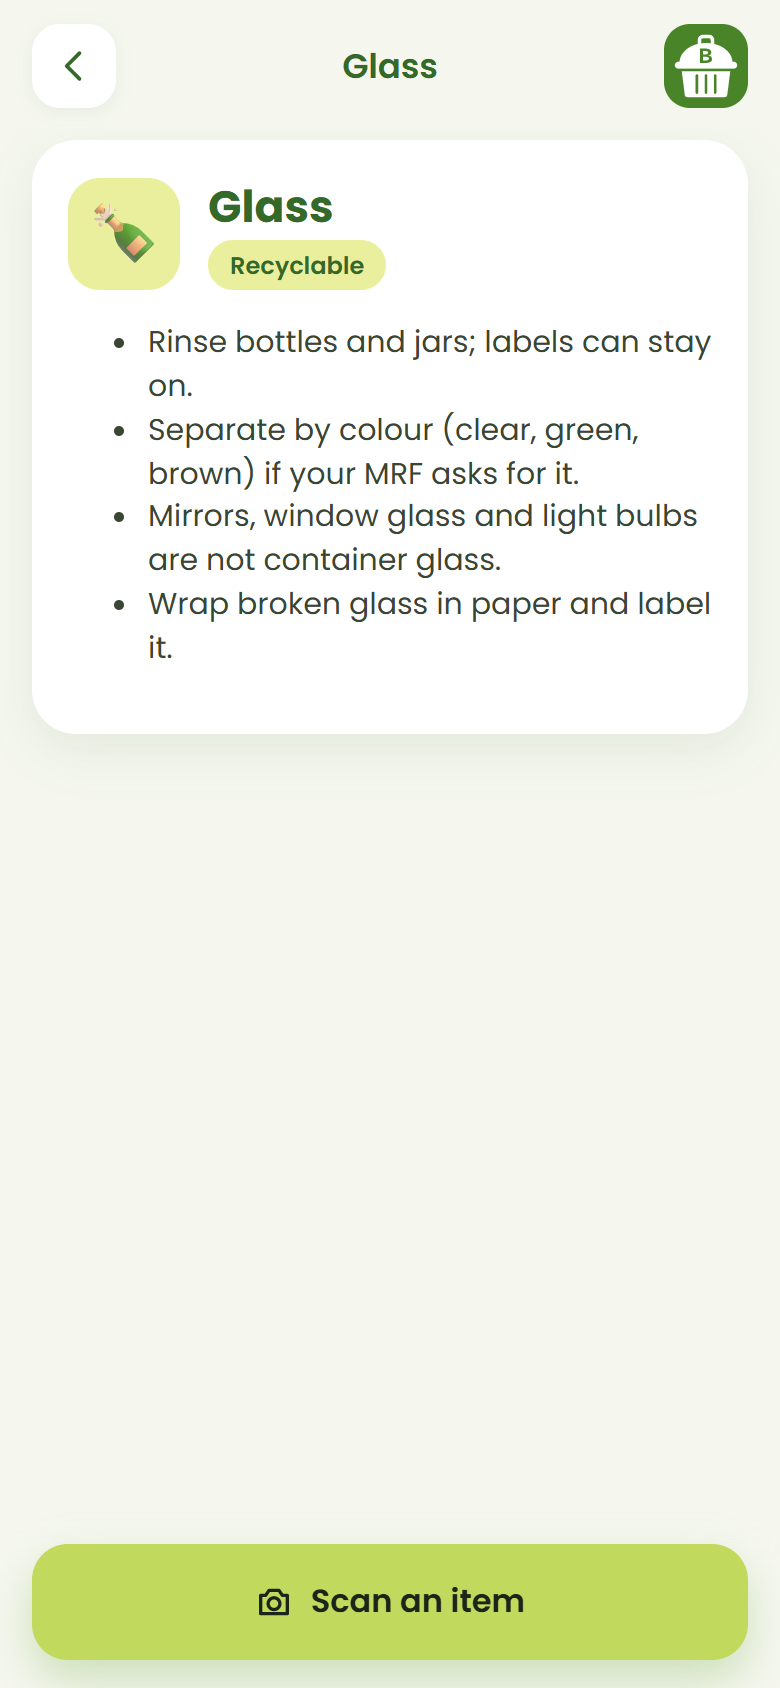 Glass
B
Glass
Recyclable
• Rinse bottles and jars; labels can stay
on.
• Separate by colour (clear, green,
brown) if your MRF asks for it.
• Mirrors, window glass and light bulbs
are not container glass.
• Wrap broken glass in paper and label
it.
Scan an item